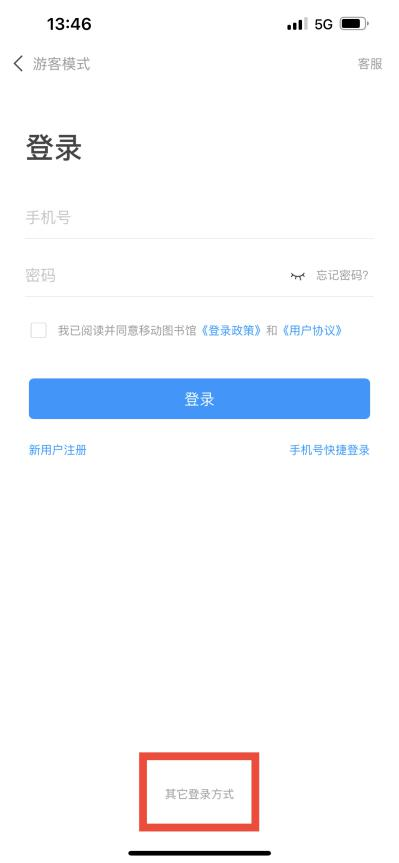 13:46 5G
游客模式 客服
登录
手机号
密码 忘记密码?
我已阅读并同意移动图书馆《登录政策》和《用户协议》
登录
新用户注册 手机号快捷登录
其它登录方式